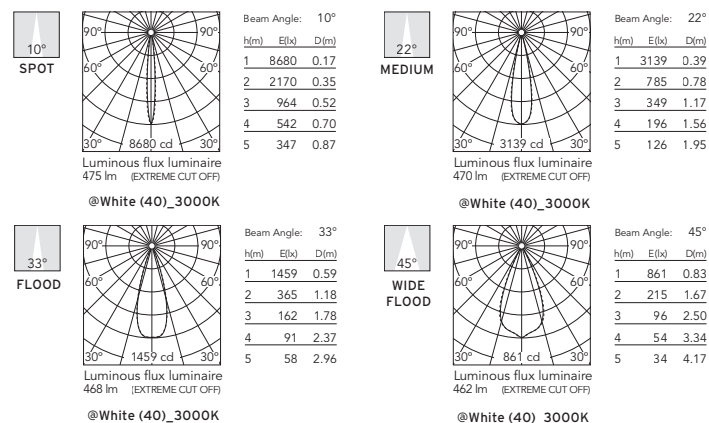 10°
SPOT
90° 90°
60° 60°
30° 8680 cd 30°
Luminous flux luminaire
475 lm (EXTREME CUT OFF)
@White (40)_3000K
Beam Angle: 10°
h(m) E(lx) D(m)
1 8680 0.17
2 2170 0.35
3 964 0.52
4 542 0.70
5 347 0.87
22°
MEDIUM
90° 90°
60° 60°
30° 3139 cd 30°
Luminous flux luminaire
470 lm (EXTREME CUT OFF)
@White (40)_3000K
Beam Angle: 22°
h(m) E(lx) D(m)
1 3139 0.39
2 785 0.78
3 349 1.17
4 196 1.56
5 126 1.95
33°
FLOOD
90° 90°
60° 60°
30° 1459 cd 30°
Luminous flux luminaire
468 lm (EXTREME CUT OFF)
@White (40)_3000K
Beam Angle: 33°
h(m) E(lx) D(m)
1 1459 0.59
2 365 1.18
3 162 1.78
4 91 2.37
5 58 2.96
45°
WIDE
FLOOD
90° 90°
60° 60°
30° 861 cd 30°
Luminous flux luminaire
462 lm (EXTREME CUT OFF)
@White (40) 3000K
Beam Angle: 45°
h(m) E(lx) D(m)
1 861 0.83
2 215 1.67
3 96 2.50
4 54 3.34
5 34 4.17